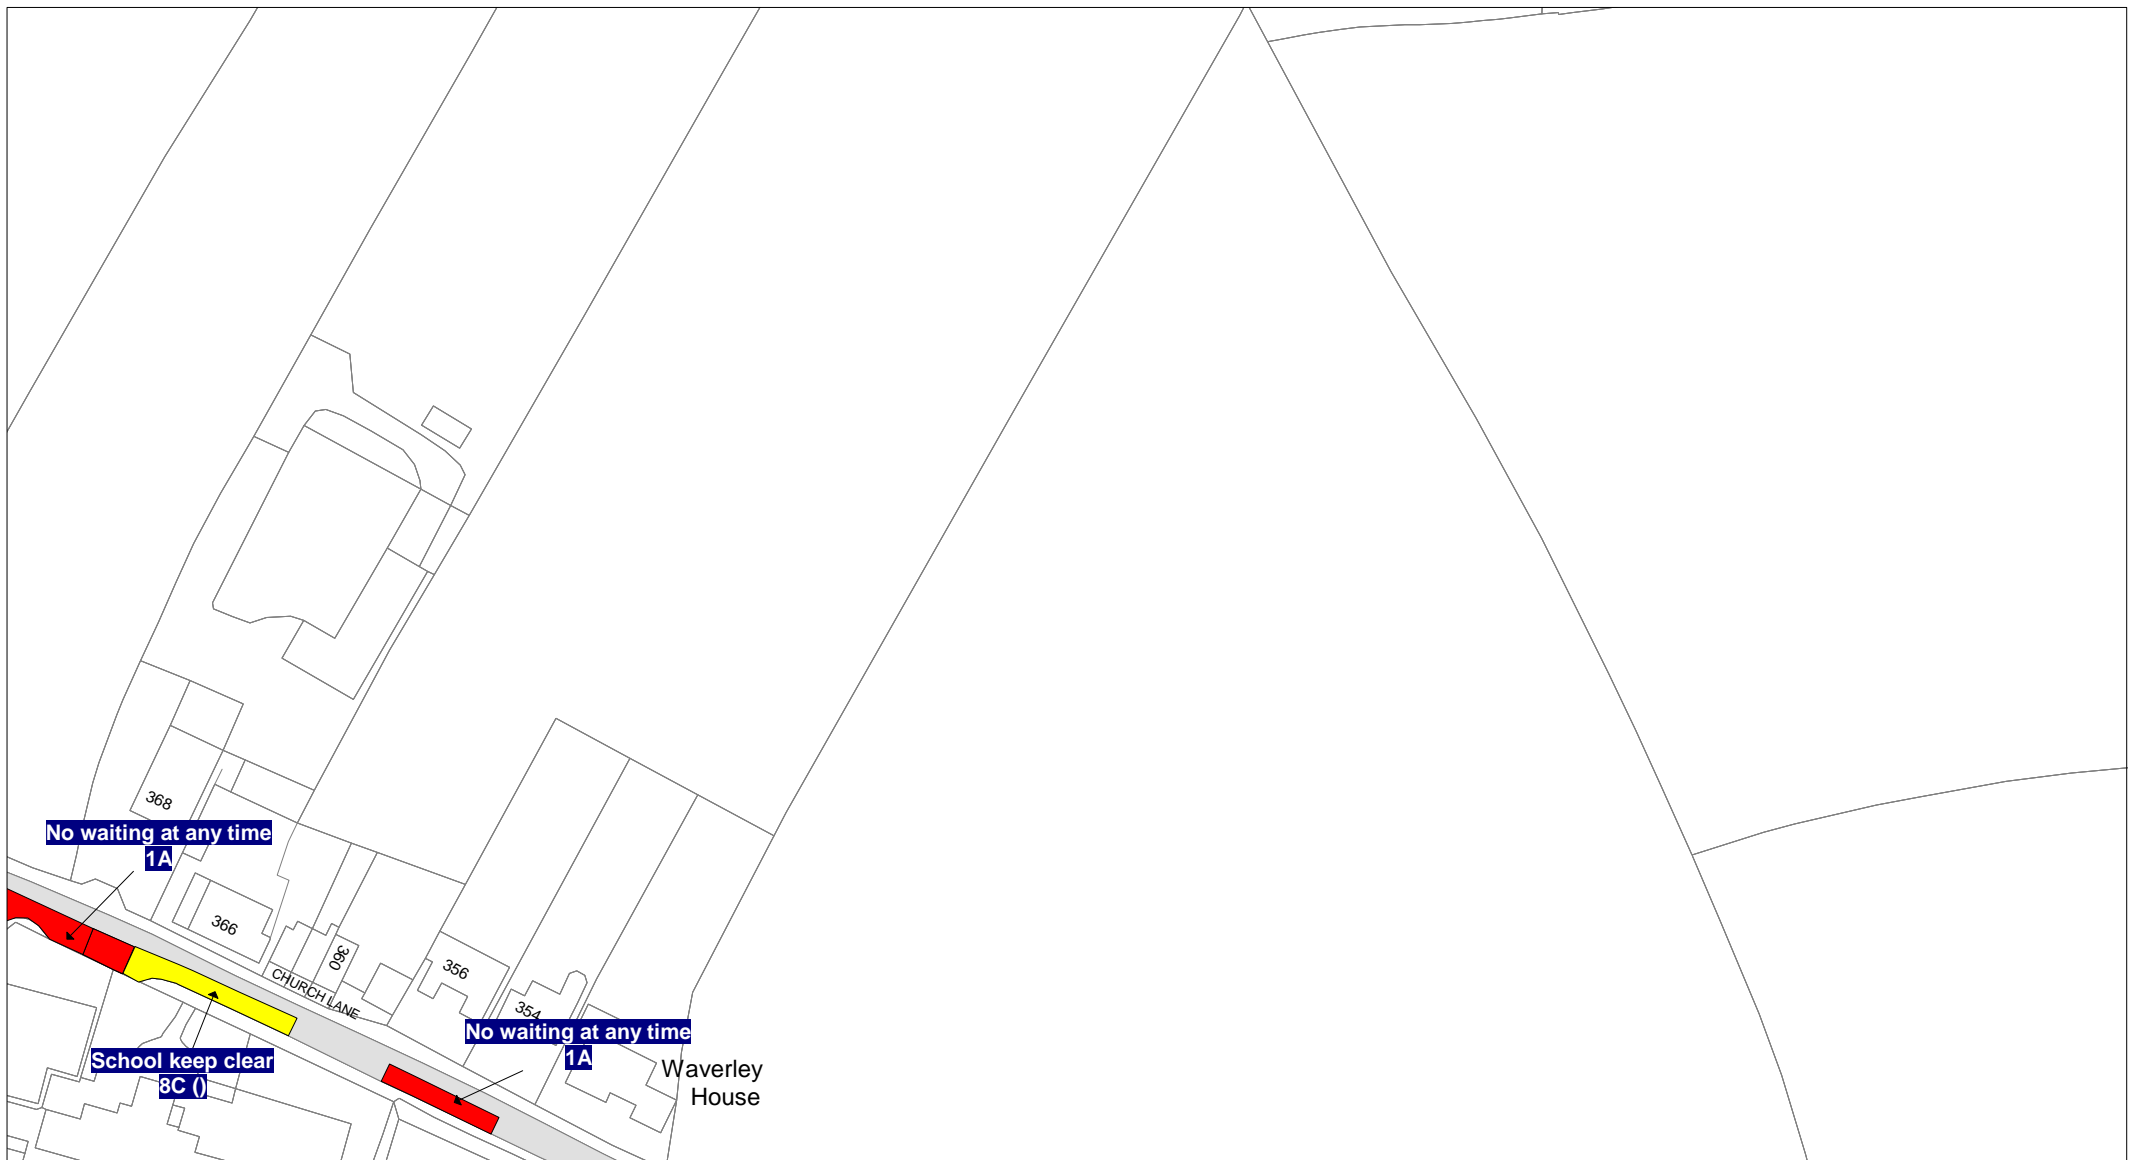 368
No waiting at any time
1A
366
360
CHURCH LANE
356
354
No waiting at any time
1A
School keep clear
8C ()
Waverley
House